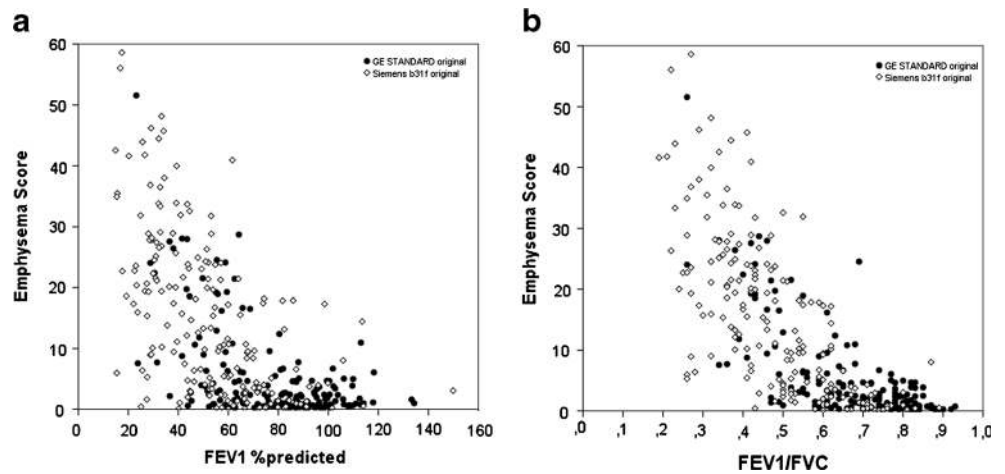 a
Emphysema Score
60
50
40
30
20
10
0
GE STANDARD original
Siemens b31f original
0 20 40 60 80 100 120 140 160
FEV1 %predicted
b
Emphysema Score
60
50
40
30
20
10
0
GE STANDARD original
Siemens b31f original
,0 ,1 ,2 ,3 ,4 ,5 ,6 ,7 ,8 ,9 1,0
FEV1/FVC